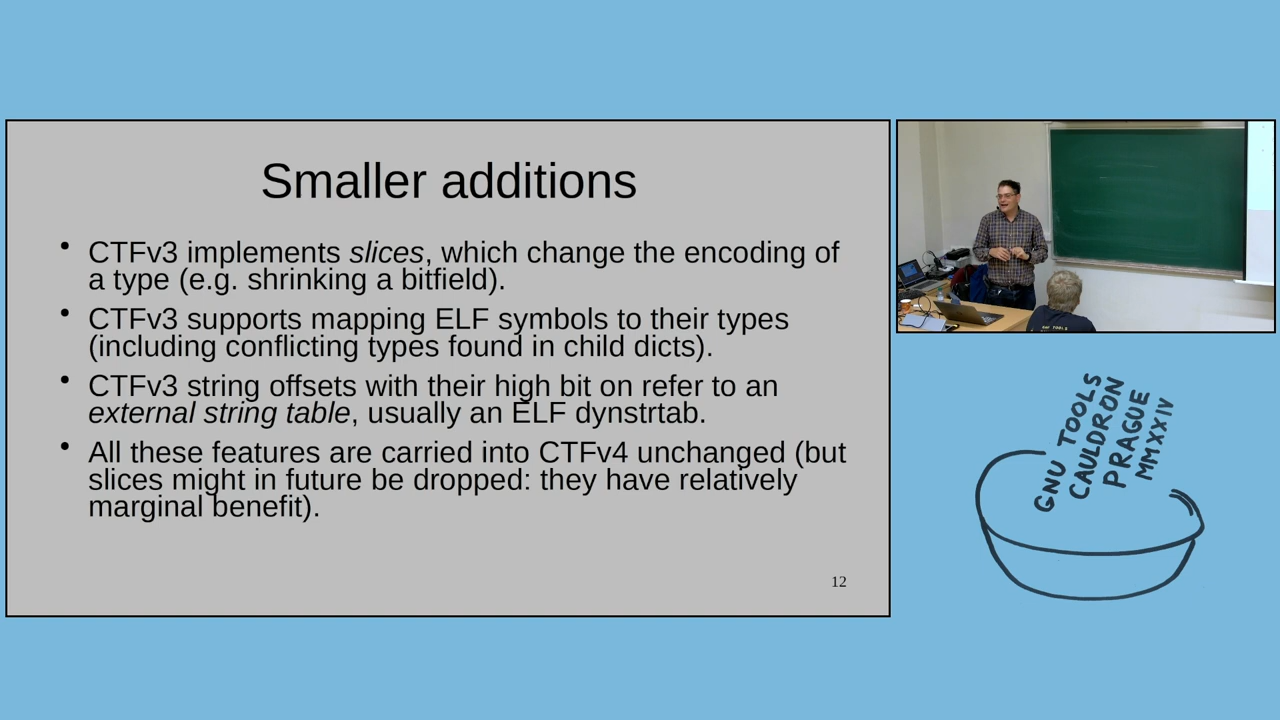 Smaller additions
• CTFv3 implements slices, which change the encoding of
a type (e.g. shrinking a bitfield).
• CTFv3 supports mapping ELF symbols to their types
(including conflicting types found in child dicts).
• CTFv3 string offsets with their high bit on refer to an
external string table, usually an ELF dynstrtab.
• All these features are carried into CTFv4 unchanged (but
slices might in future be dropped: they have relatively
marginal benefit).
12
GNU TOOLS
CAULDRON
PRAGUE
MMXXIV
GNU TOOLS